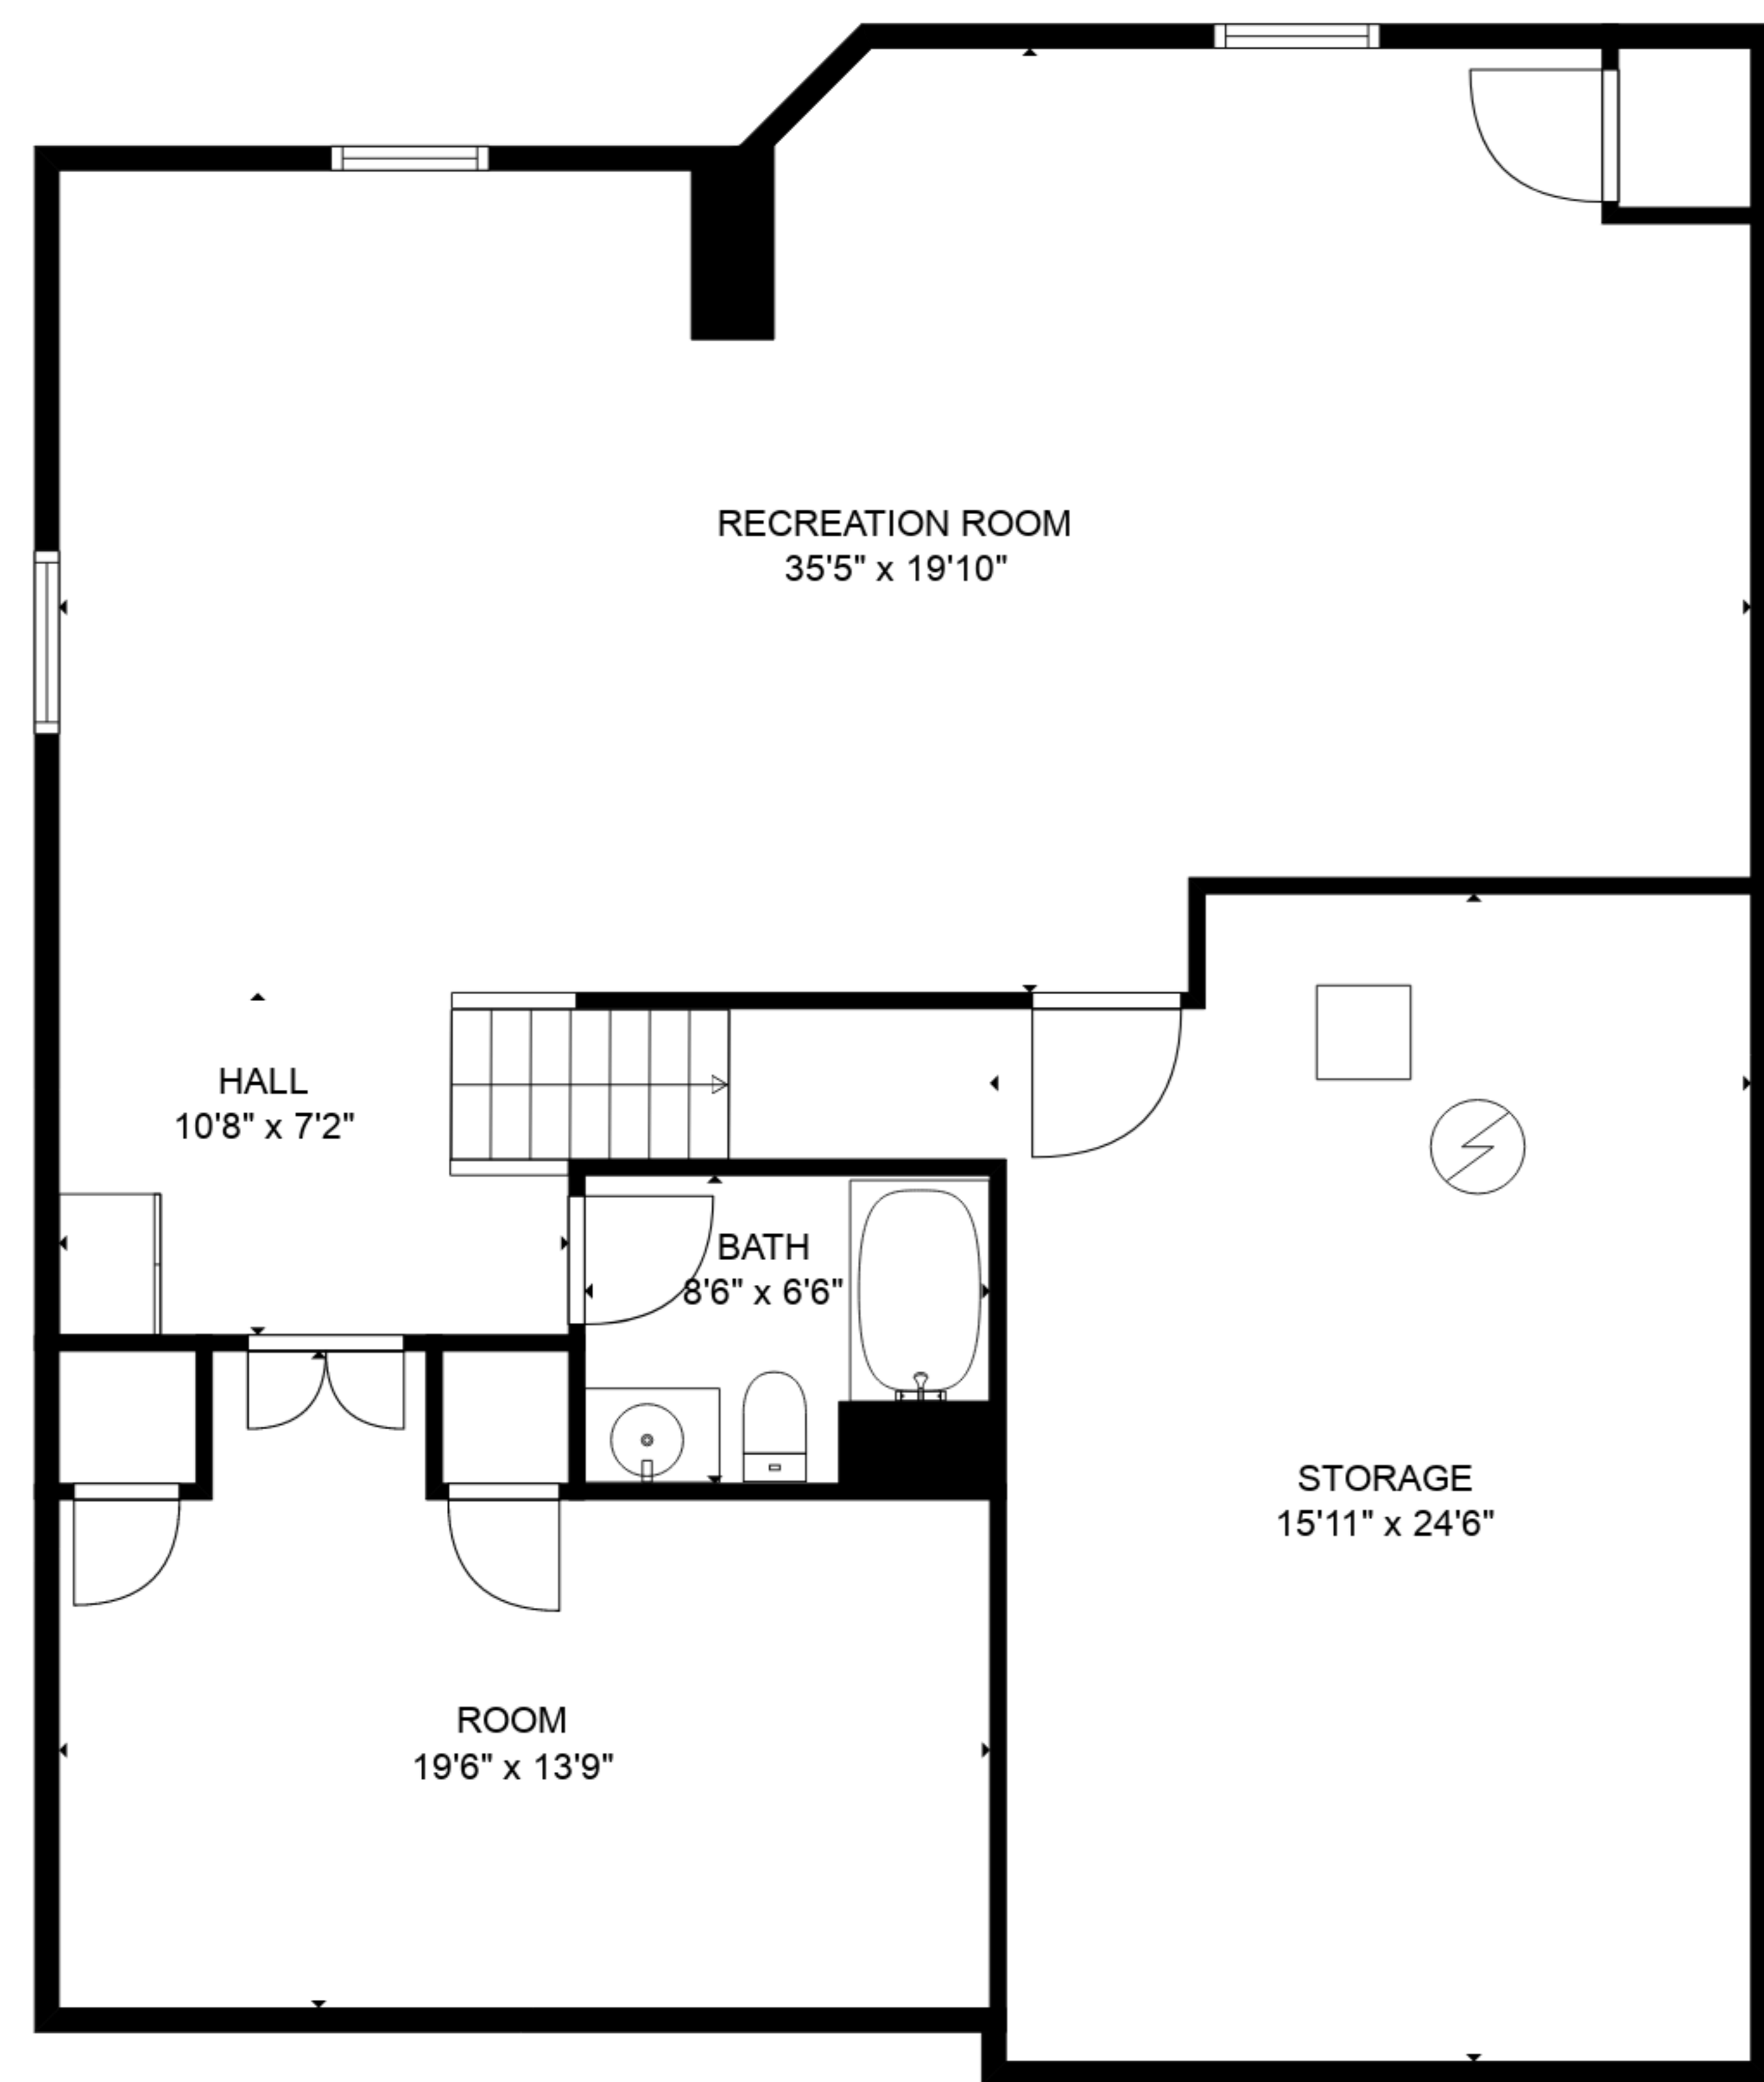 RECREATION ROOM
35'5" x 19'10"
HALL
10'8" x 7'2"
BATH
8'6" x 6'6"
STORAGE
15'11" x 24'6"
ROOM
19'6" x 13'9"